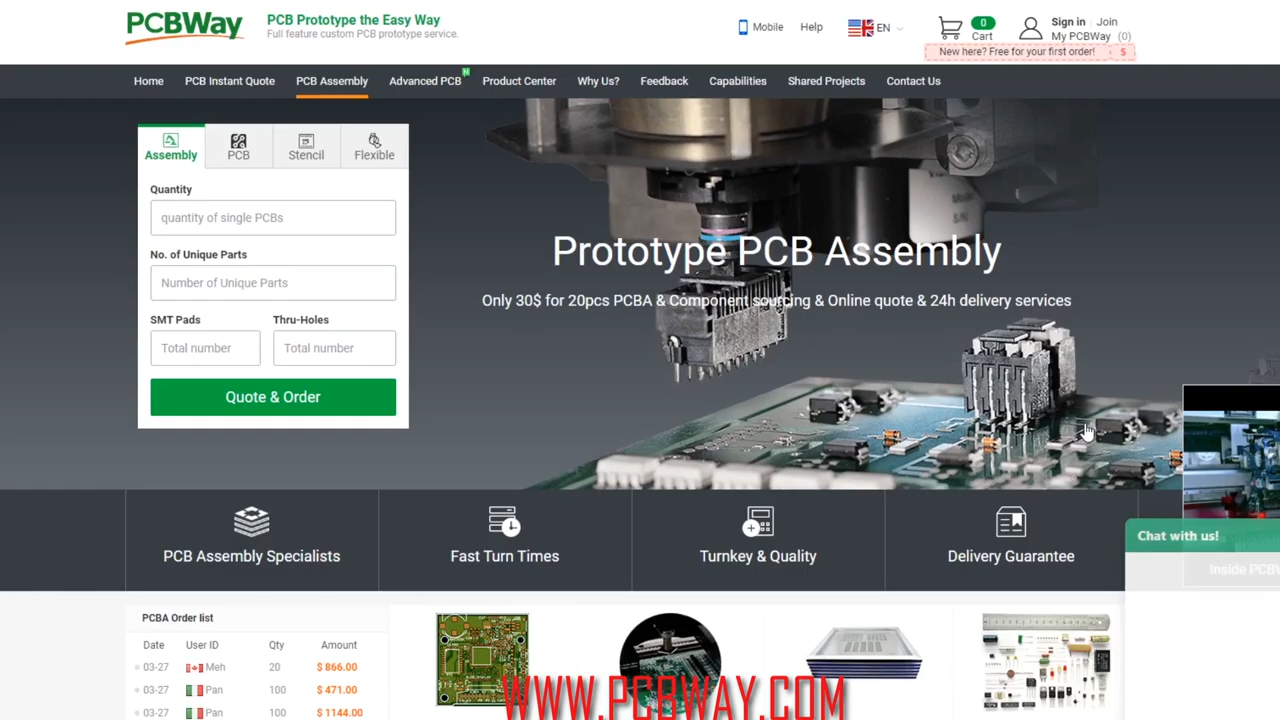 PCBWay
PCB Prototype the Easy Way
Full feature custom PCB prototype service.
Mobile
Help
EN
0
Cart
Sign in
Join
My PCBWay (0)
New here? Free for your first order! $
Home
PCB Instant Quote
PCB Assembly
Advanced PCB
N
Product Center
Why Us?
Feedback
Capabilities
Shared Projects
Contact Us
Assembly
PCB
Stencil
Flexible
Quantity
quantity of single PCBs
No. of Unique Parts
Number of Unique Parts
SMT Pads
Thru-Holes
Total number
Total number
Quote & Order
Prototype PCB Assembly
Only 30$ for 20pcs PCBA & Component sourcing & Online quote & 24h delivery services
PCB Assembly Specialists
Fast Turn Times
Turnkey & Quality
Delivery Guarantee
Chat with us!
Inside PCBW
PCBA Order list
Date User ID Qty Amount
03-27 Meh 20 $ 866.00
03-27 Pan 100 $ 471.00
03-27 Pan 100 $ 1144.00
WWW.PCBWAY.COM